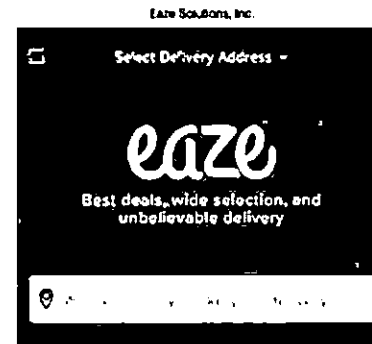 Eaze Solutions, Inc.
Select Delivery Address
eaze
Best deals, wide selection, and
unbelievable delivery